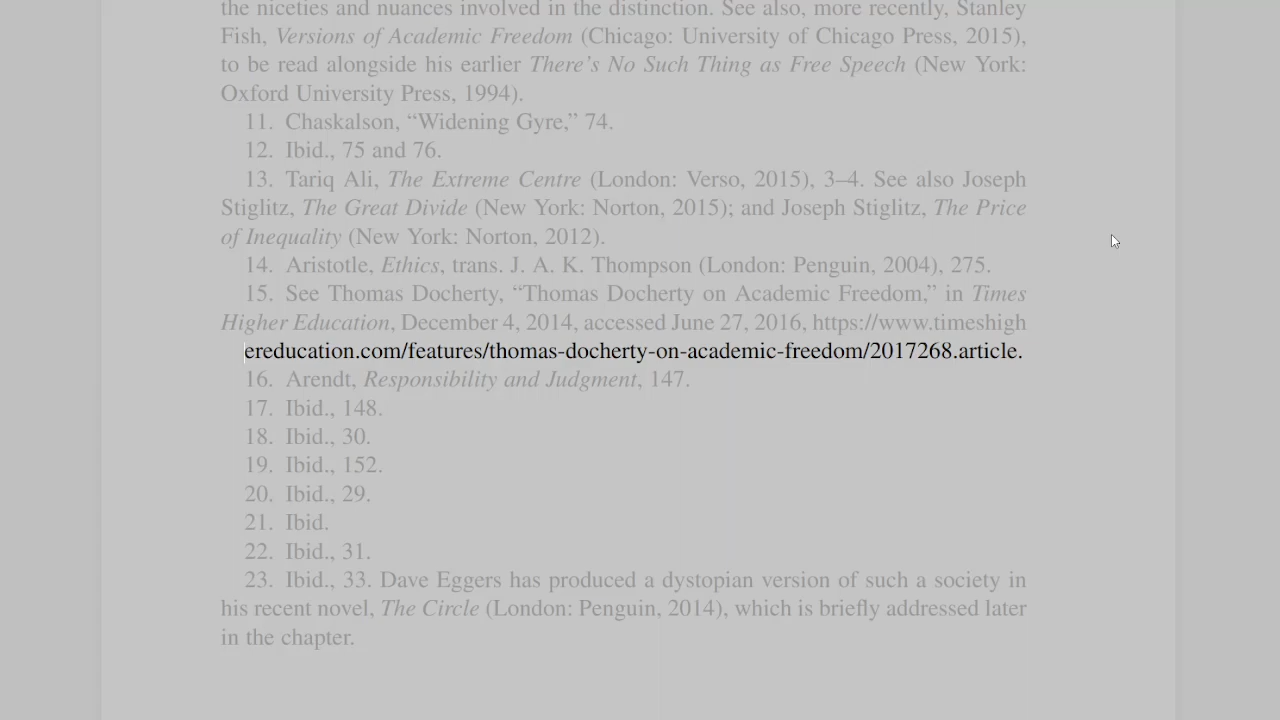 the niceties and nuances involved in the distinction. See also, more recently, Stanley
Fish, Versions of Academic Freedom (Chicago: University of Chicago Press, 2015),
to be read alongside his earlier There’s No Such Thing as Free Speech (New York:
Oxford University Press, 1994).
11. Chaskalson, “Widening Gyre,” 74.
12. Ibid., 75 and 76.
13. Tariq Ali, The Extreme Centre (London: Verso, 2015), 3–4. See also Joseph
Stiglitz, The Great Divide (New York: Norton, 2015); and Joseph Stiglitz, The Price
of Inequality (New York: Norton, 2012).
14. Aristotle, Ethics, trans. J. A. K. Thompson (London: Penguin, 2004), 275.
15. See Thomas Docherty, “Thomas Docherty on Academic Freedom,” in Times
Higher Education, December 4, 2014, accessed June 27, 2016, https://www.timeshigh
ereducation.com/features/thomas-docherty-on-academic-freedom/2017268.article.
16. Arendt, Responsibility and Judgment, 147.
17. Ibid., 148.
18. Ibid., 30.
19. Ibid., 152.
20. Ibid., 29.
21. Ibid.
22. Ibid., 31.
23. Ibid., 33. Dave Eggers has produced a dystopian version of such a society in
his recent novel, The Circle (London: Penguin, 2014), which is briefly addressed later
in the chapter.